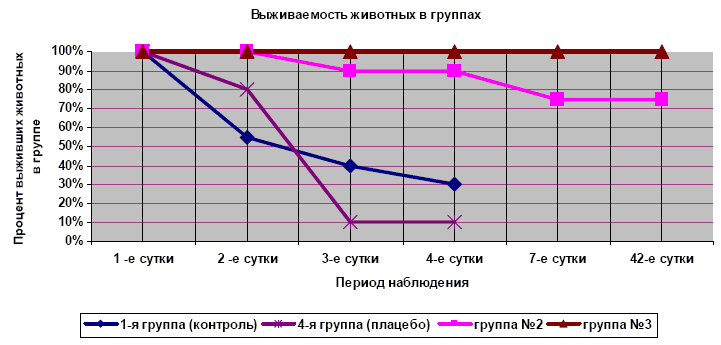 Выживаемость животных в группах
Процент выживших животных
в группе
100%
90%
80%
70%
60%
50%
40%
30%
20%
10%
0%
1 -е сутки 2 -е сутки 3-е сутки 4-е сутки 7-е сутки 42-е сутки
Период наблюдения
1-я группа (контроль) 4-я группа (плацебо) группа №2 группа №3